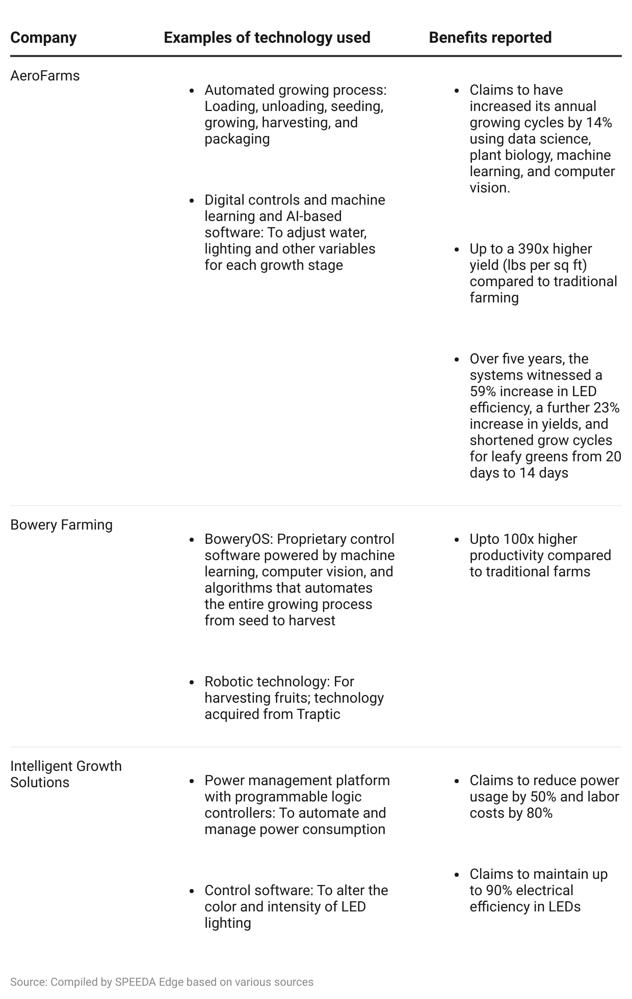 Company
Examples of technology used
Benefits reported
AeroFarms
• Automated growing process:
Loading, unloading, seeding,
growing, harvesting, and
packaging
• Digital controls and machine
learning and AI-based
software: To adjust water,
lighting and other variables
for each growth stage
• Claims to have
increased its annual
growing cycles by 14%
using data science,
plant biology, machine
learning, and computer
vision.
• Up to a 390x higher
yield (lbs per sq ft)
compared to traditional
farming
• Over five years, the
systems witnessed a
59% increase in LED
efficiency, a further 23%
increase in yields, and
shortened grow cycles
for leafy greens from 20
days to 14 days
Bowery Farming
• BoweryOS: Proprietary control
software powered by machine
learning, computer vision, and
algorithms that automates
the entire growing process
from seed to harvest
• Robotic technology: For
harvesting fruits; technology
acquired from Traptic
• Upto 100x higher
productivity compared
to traditional farms
Intelligent Growth
Solutions
• Power management platform
with programmable logic
controllers: To automate and
manage power consumption
• Control software: To alter the
color and intensity of LED
lighting
• Claims to reduce power
usage by 50% and labor
costs by 80%
• Claims to maintain up
to 90% electrical
efficiency in LEDs
Source: Compiled by SPEEDA Edge based on various sources